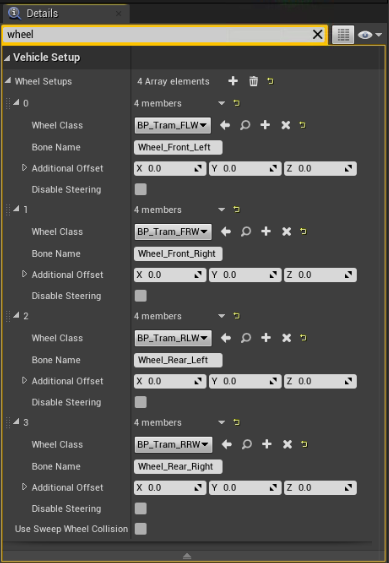 Details
wheel
Vehicle Setup
Wheel Setups 4 Array elements
0 4 members
Wheel Class BP_Tram_FLW
Bone Name Wheel_Front_Left
Additional Offset X 0.0 Y 0.0 Z 0.0
Disable Steering
1 4 members
Wheel Class BP_Tram_FRW
Bone Name Wheel_Front_Right
Additional Offset X 0.0 Y 0.0 Z 0.0
Disable Steering
2 4 members
Wheel Class BP_Tram_RLW
Bone Name Wheel_Rear_Left
Additional Offset X 0.0 Y 0.0 Z 0.0
Disable Steering
3 4 members
Wheel Class BP_Tram_RRW
Bone Name Wheel_Rear_Right
Additional Offset X 0.0 Y 0.0 Z 0.0
Disable Steering
Use Sweep Wheel Collision